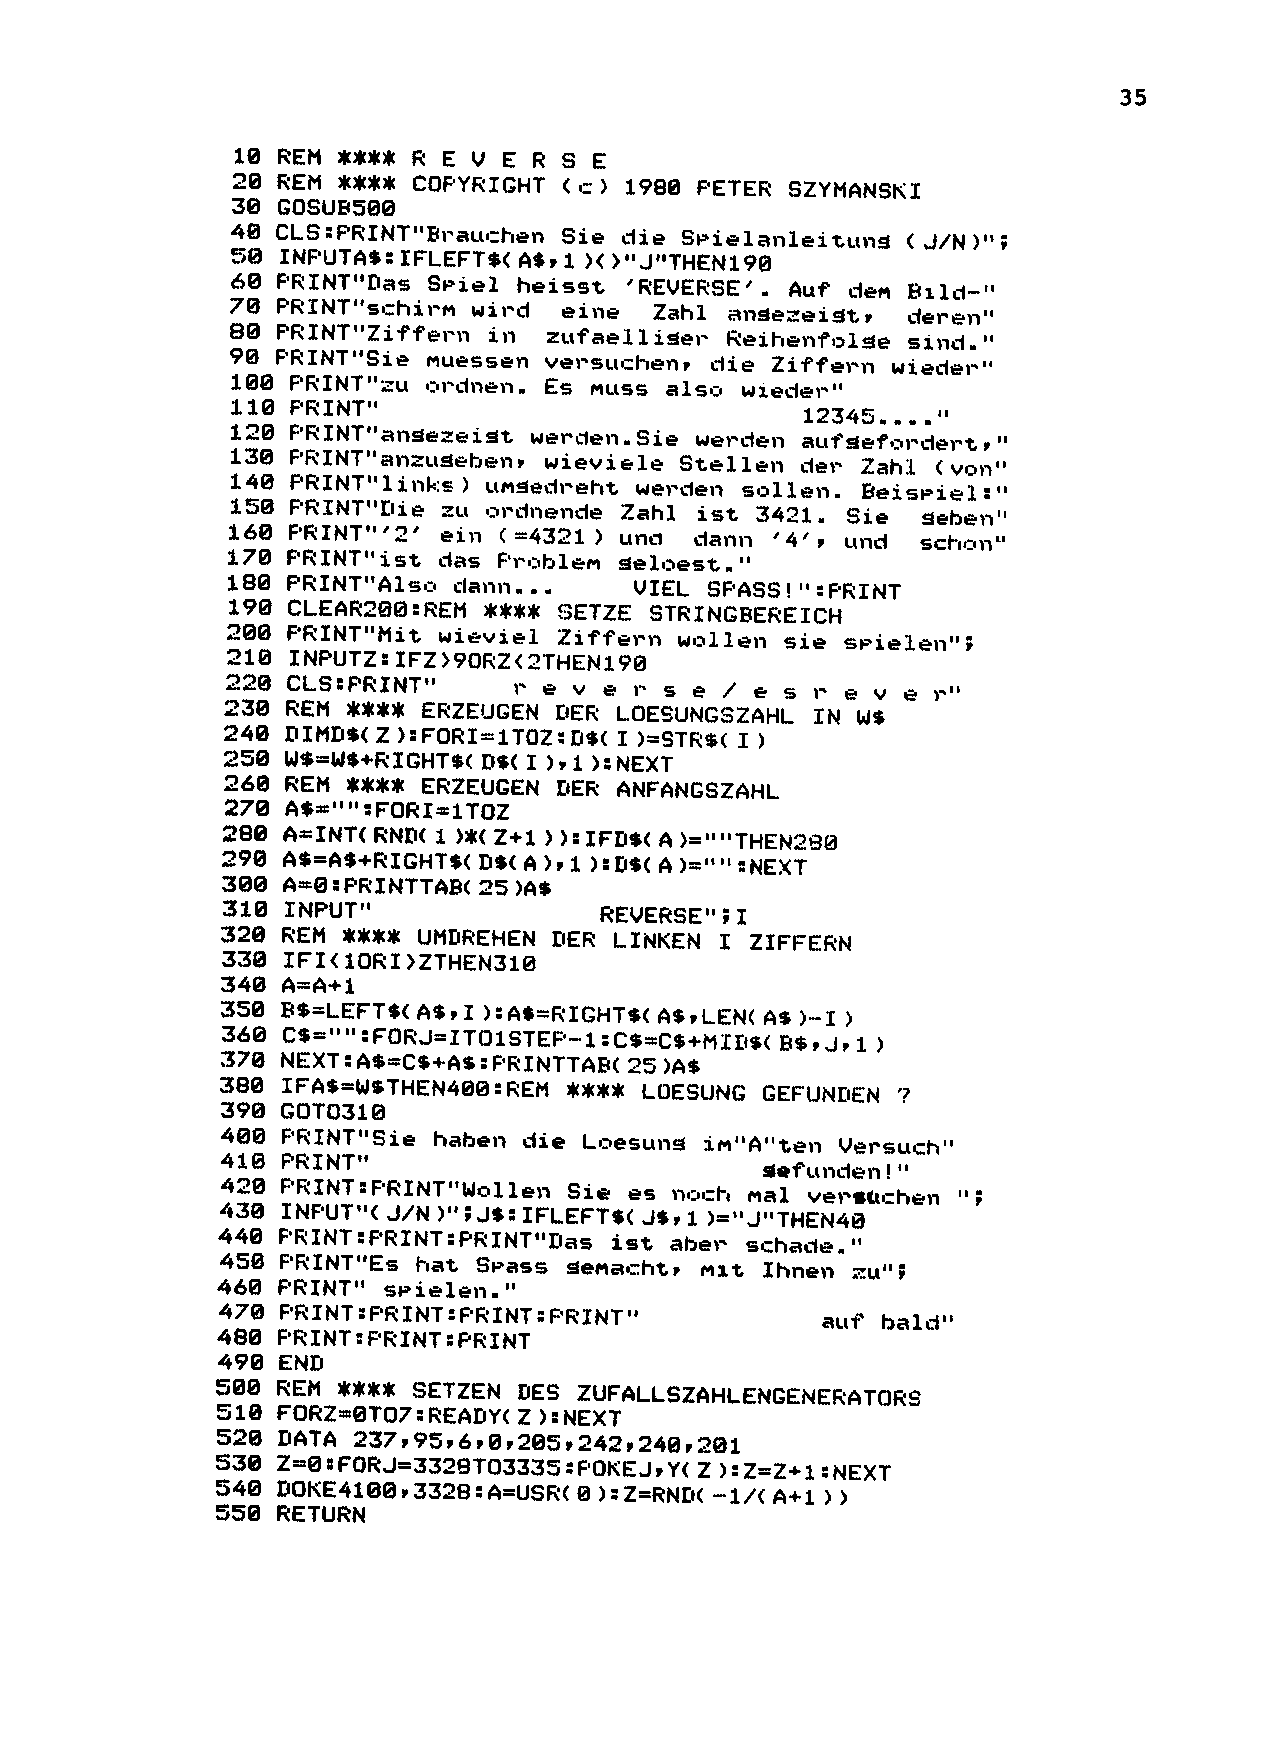 35
10 REM **** R E V E R S E
20 REM **** COPYRIGHT (c) 1980 PETER SZYMANSKI
30 GOSUB500
40 CLS:PRINT"Brauchen Sie die Spielanleitung (J/N)";
50 INPUTA$:IFLEFT$(A$,1)<>"J"THEN190
60 PRINT"Das Spiel heisst 'REVERSE'. Auf dem Bild-"
70 PRINT"schirm wird  eine  Zahl angezeigt,  deren"
80 PRINT"Ziffern in  zufaelliger Reihenfolge sind."
90 PRINT"Sie muessen versuchen, die Ziffern wieder"
100 PRINT"zu ordnen. Es muss also wieder"
110 PRINT"                            12345...."
120 PRINT"angezeigt werden.Sie werden aufgefordert,"
130 PRINT"anzugeben, wieviele Stellen der Zahl (von"
140 PRINT"links) umgedreht werden sollen. Beispiel:"
150 PRINT"Die zu ordnende Zahl ist 3421. Sie  geben"
160 PRINT"'2' ein (=4321) und  dann '4', und  schon"
170 PRINT"ist das Problem geloest."
180 PRINT"Also dann...     VIEL SPASS!":PRINT
190 CLEAR200:REM **** SETZE STRINGBEREICH
200 PRINT"Mit wieviel Ziffern wollen sie spielen";
210 INPUTZ:IFZ>9ORZ<2THEN190
220 CLS:PRINT"     r e v e r s e / e s r e v e r"
230 REM **** ERZEUGEN DER LOESUNGSZAHL IN W$
240 DIMD$(Z):FORI=1TOZ:D$(I)=STR$(I)
250 W$=W$+RIGHT$(D$(I),1):NEXT
260 REM **** ERZEUGEN DER ANFANGSZAHL
270 A$="":FORI=1TOZ
280 A=INT(RND(1)*(Z+1)):IFD$(A)=""THEN280
290 A$=A$+RIGHT$(D$(A),1):D$(A)="":NEXT
300 A=0:PRINTTAB(25)A$
310 INPUT"               REVERSE";I
320 REM **** UMDREHEN DER LINKEN I ZIFFERN
330 IFI<1ORI>ZTHEN310
340 A=A+1
350 B$=LEFT$(A$,I):A$=RIGHT$(A$,LEN(A$)-I)
360 C$="":FORJ=ITO1STEP-1:C$=C$+MID$(B$,J,1)
370 NEXT:A$=C$+A$:PRINTTAB(25)A$
380 IFA$=W$THEN400:REM **** LOESUNG GEFUNDEN ?
390 GOTO310
400 PRINT"Sie haben die Loesung im"A"ten Versuch"
410 PRINT"                          gefunden!"
420 PRINT:PRINT"Wollen Sie es noch mal versuchen ";
430 INPUT"(J/N)";J$:IFLEFT$(J$,1)="J"THEN40
440 PRINT:PRINT:PRINT"Das ist aber schade."
450 PRINT"Es hat Spass gemacht, mit Ihnen zu";
460 PRINT" spielen."
470 PRINT:PRINT:PRINT:PRINT"            auf bald"
480 PRINT:PRINT:PRINT
490 END
500 REM **** SETZEN DES ZUFALLSZAHLENGENERATORS
510 FORZ=0TO7:READY(Z):NEXT
520 DATA 237,95,6,0,205,242,240,201
530 Z=0:FORJ=3328TO3335:POKEJ,Y(Z):Z=Z+1:NEXT
540 DOKE4100,3328:A=USR(0):Z=RND(-1/(A+1))
550 RETURN